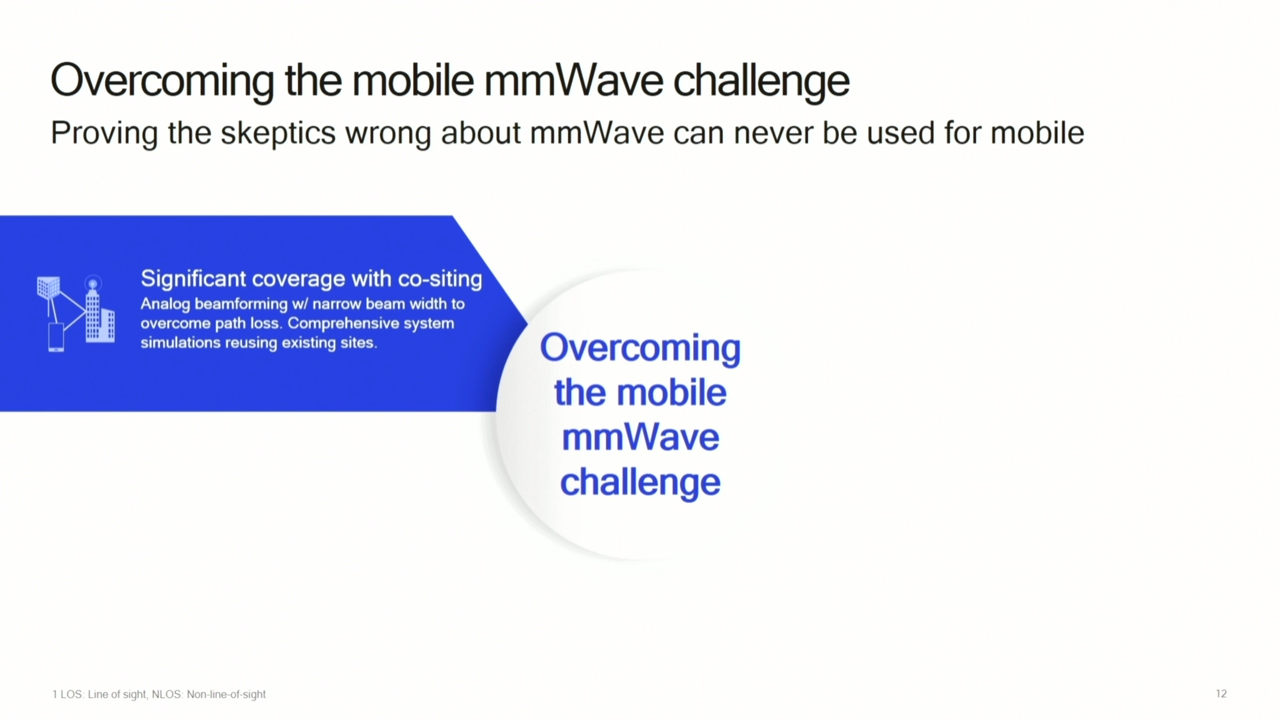 Overcoming the mobile mmWave challenge
Proving the skeptics wrong about mmWave can never be used for mobile
Significant coverage with co-siting
Analog beamforming w/ narrow beam width to
overcome path loss. Comprehensive system
simulations reusing existing sites.
Overcoming
the mobile
mmWave
challenge
1 LOS: Line of sight, NLOS: Non-line-of-sight
12